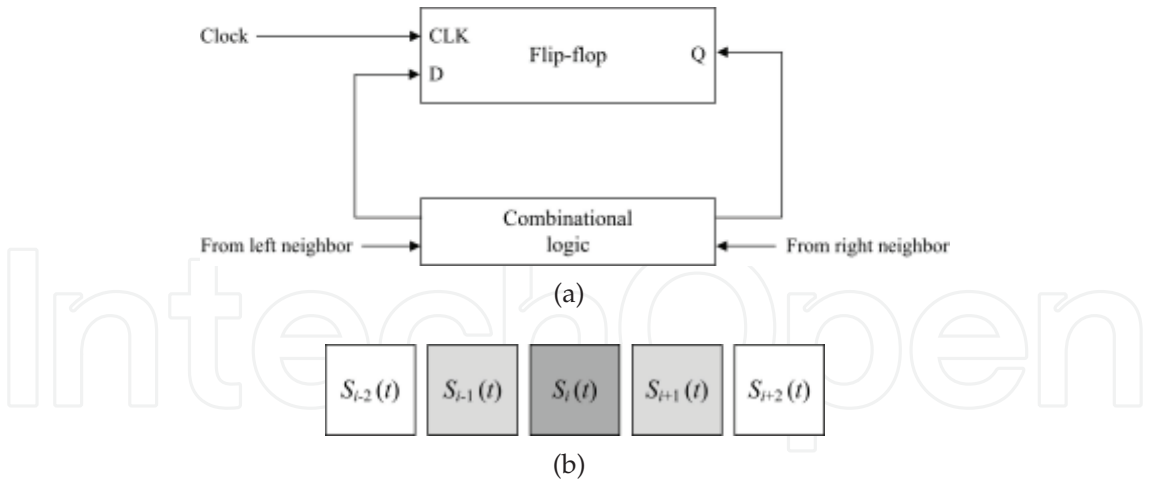 Clock
CLK
Flip-flop
Q
D
Combinational
logic
From left neighbor
From right neighbor
(a)
IntechOpen
S_{i-2}(t) S_{i-1}(t) S_i(t) S_{i+1}(t) S_{i+2}(t)
(b)